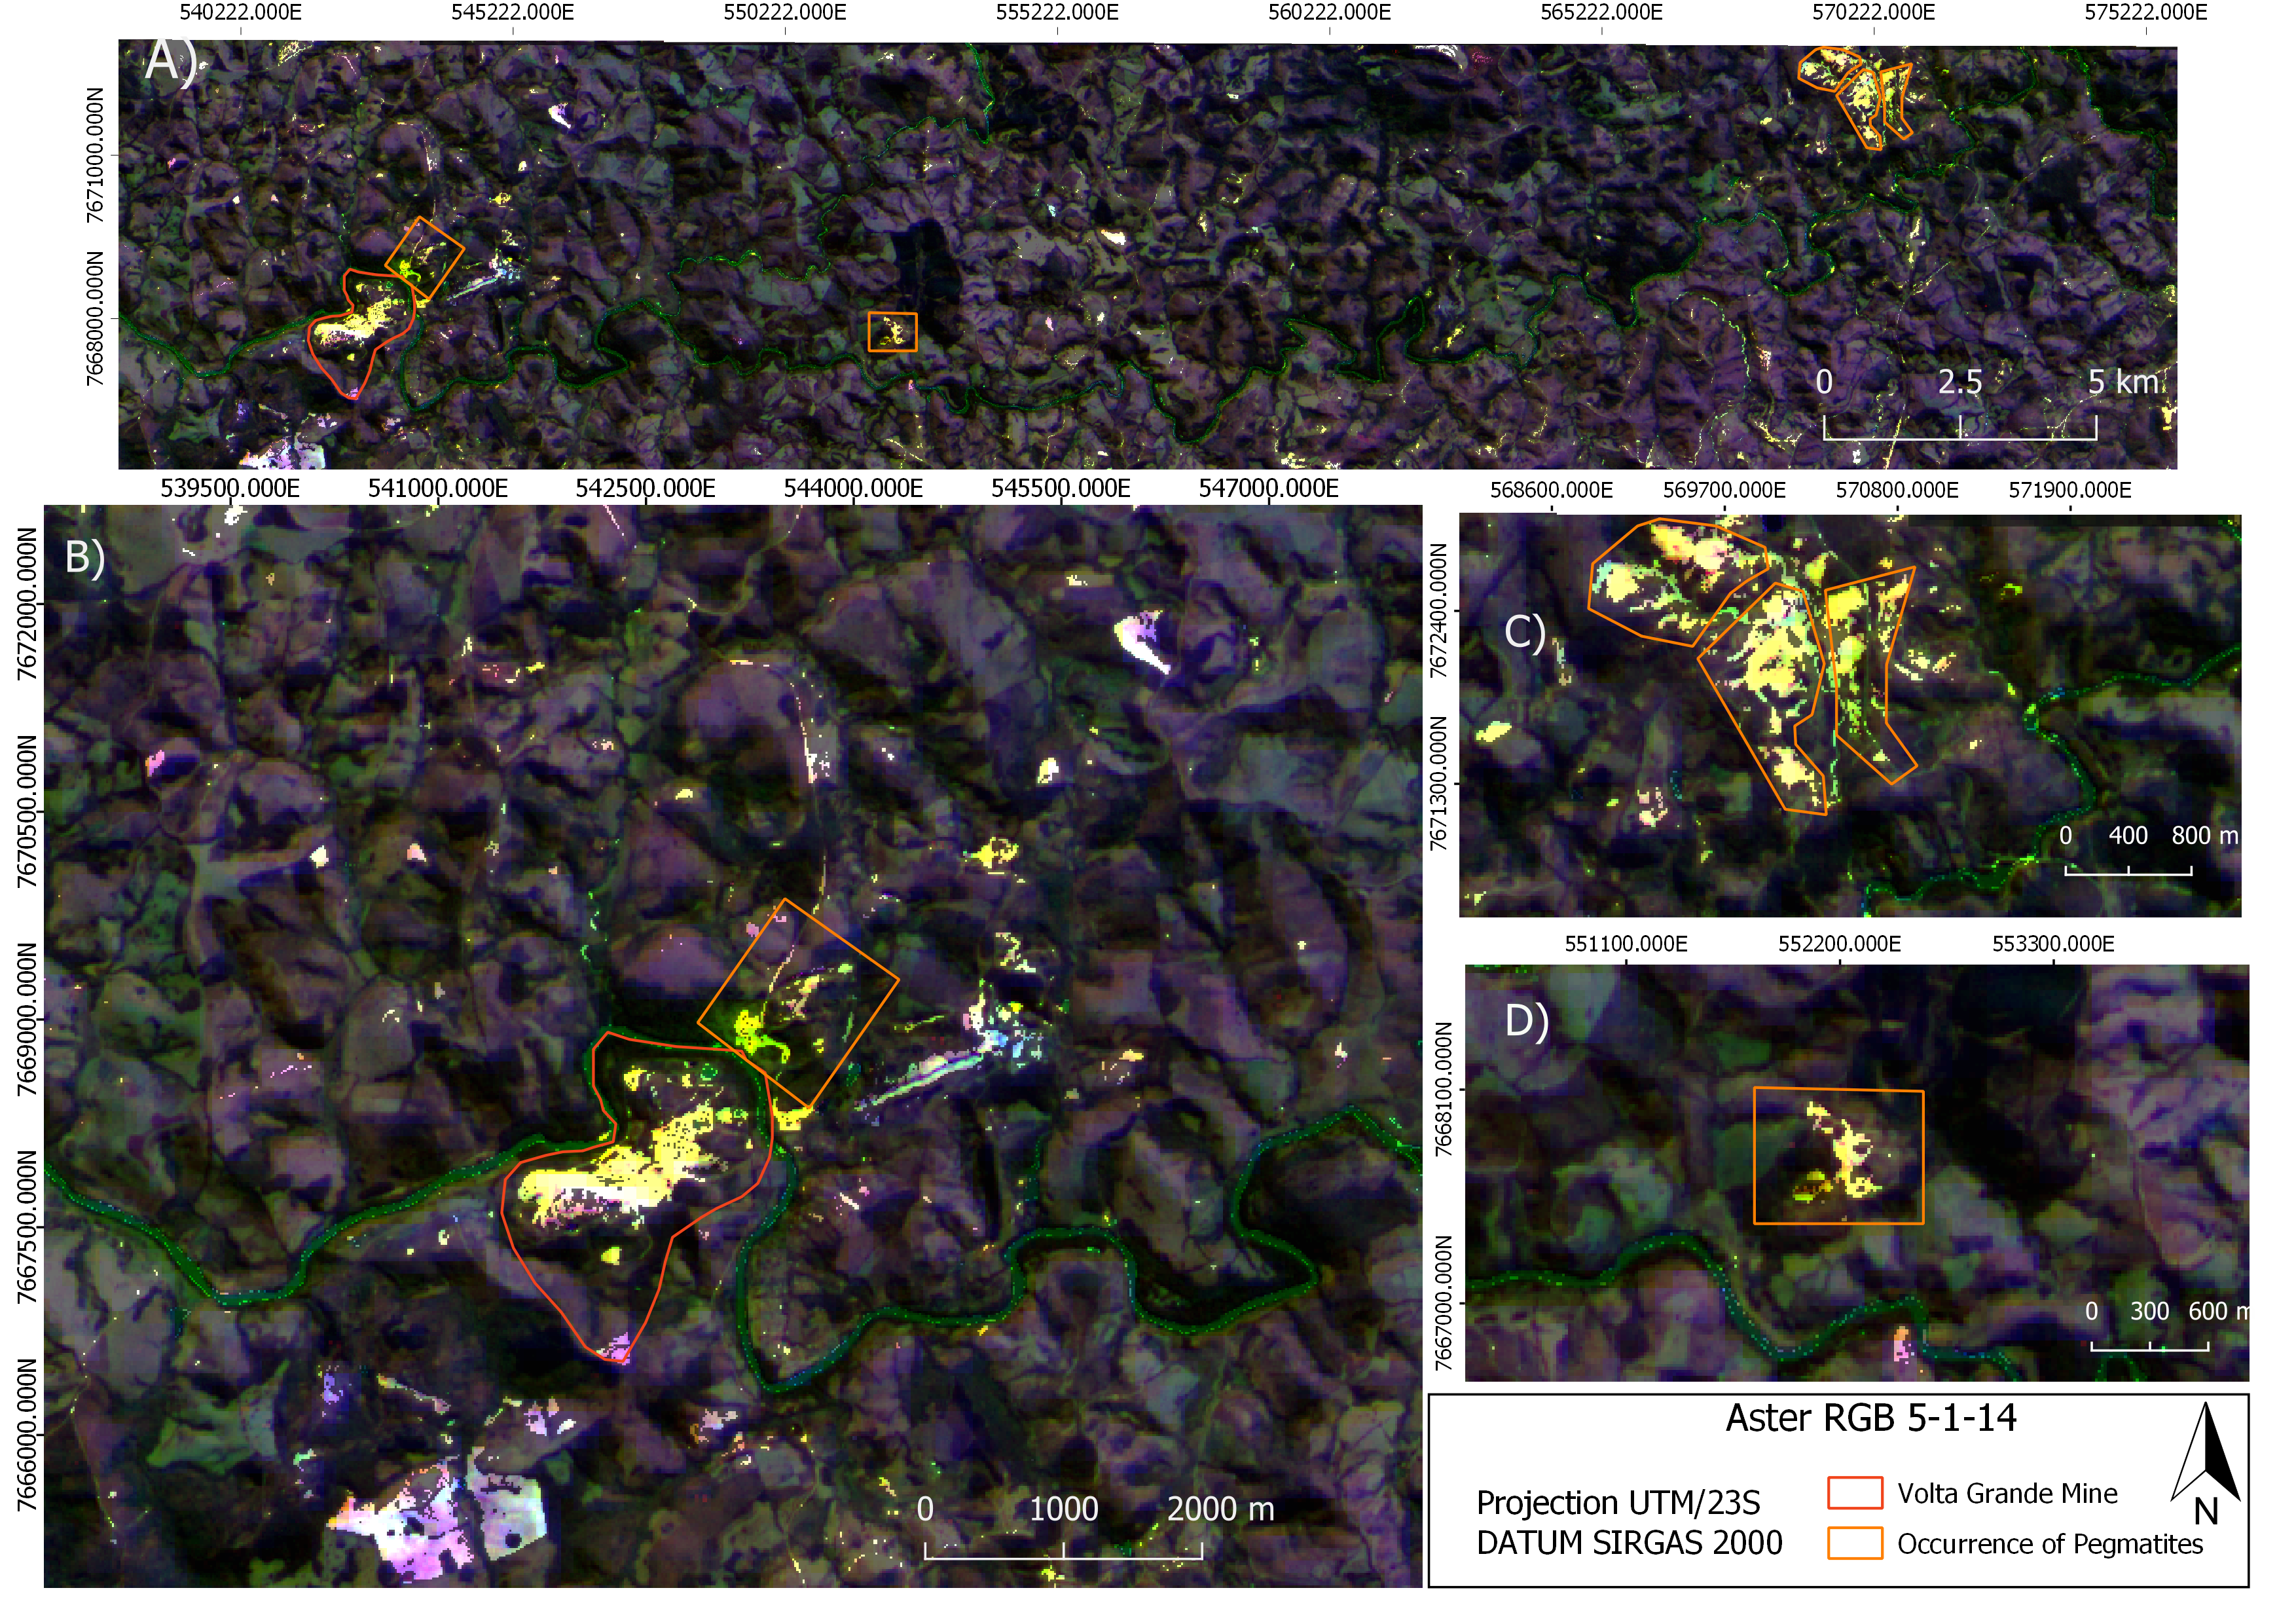 540222.000E 545222.000E 550222.000E 555222.000E 560222.000E 565222.000E 570222.000E 575222.000E
A)
7671000.000N
7668000.000N
0 2.5 5 km
539500.000E 541000.000E 542500.000E 544000.000E 545500.000E 547000.000E
B)
7672000.000N
7670500.000N
7669000.000N
7667500.000N
7666000.000N
0 1000 2000 m
568600.000E 569700.000E 570800.000E 571900.000E
C)
7672400.000N
7671300.000N
0 400 800 m
551100.000E 552200.000E 553300.000E
D)
7668100.000N
7667000.000N
0 300 600 m
Aster RGB 5-1-14
Projection UTM/23S
DATUM SIRGAS 2000
Volta Grande Mine
Occurrence of Pegmatites
N